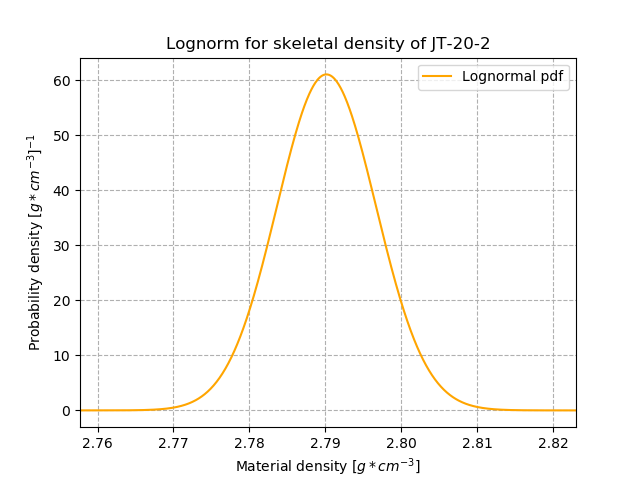 Lognorm for skeletal density of JT-20-2
Lognormal pdf
Probability density [g * cm⁻³]⁻¹
60
50
40
30
20
10
0
2.76 2.77 2.78 2.79 2.80 2.81 2.82
Material density [g * cm⁻³]